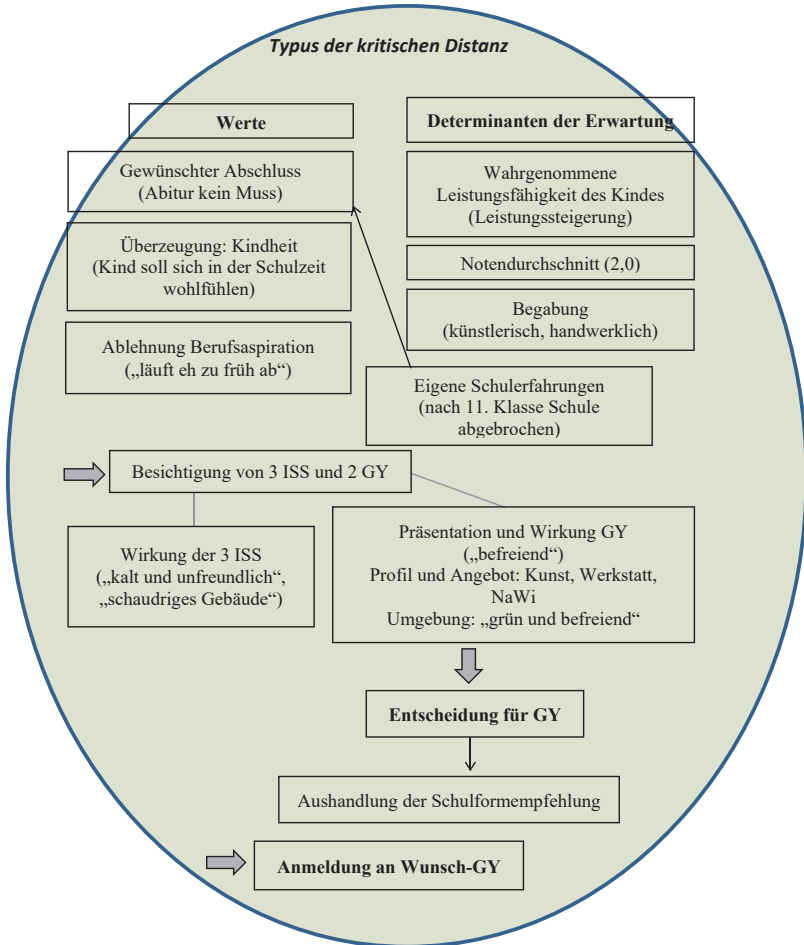 Typus der kritischen Distanz
Werte
Gewünschter Abschluss
(Abitur kein Muss)
Überzeugung: Kindheit
(Kind soll sich in der Schulzeit
wohlfühlen)
Ablehnung Berufsaspiration
(„läuft eh zu früh ab“)
Determinanten der Erwartung
Wahrgenommene
Leistungsfähigkeit des Kindes
(Leistungssteigerung)
Notendurchschnitt (2,0)
Begabung
(künstlerisch, handwerklich)
Eigene Schulerfahrungen
(nach 11. Klasse Schule
abgebrochen)
Besichtigung von 3 ISS und 2 GY
Wirkung der 3 ISS
(„kalt und unfreundlich“,
„schaudriges Gebäude“)
Präsentation und Wirkung GY
(„befreiend“)
Profil und Angebot: Kunst, Werkstatt,
NaWi
Umgebung: „grün und befreiend“
Entscheidung für GY
Aushandlung der Schulformempfehlung
Anmeldung an Wunsch-GY